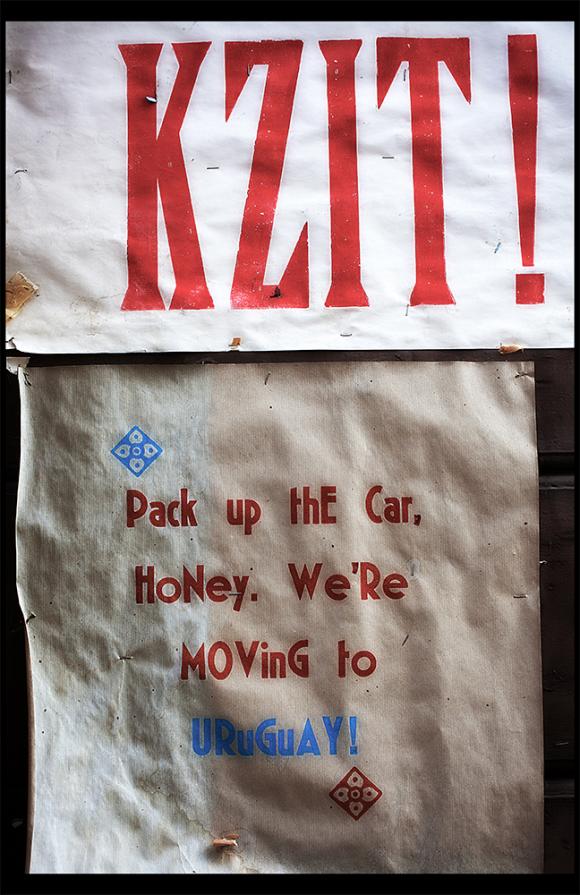 KZIT!
Pack up thE Car,
HoNey. We'Re
MOVinG to
URuGuAY!